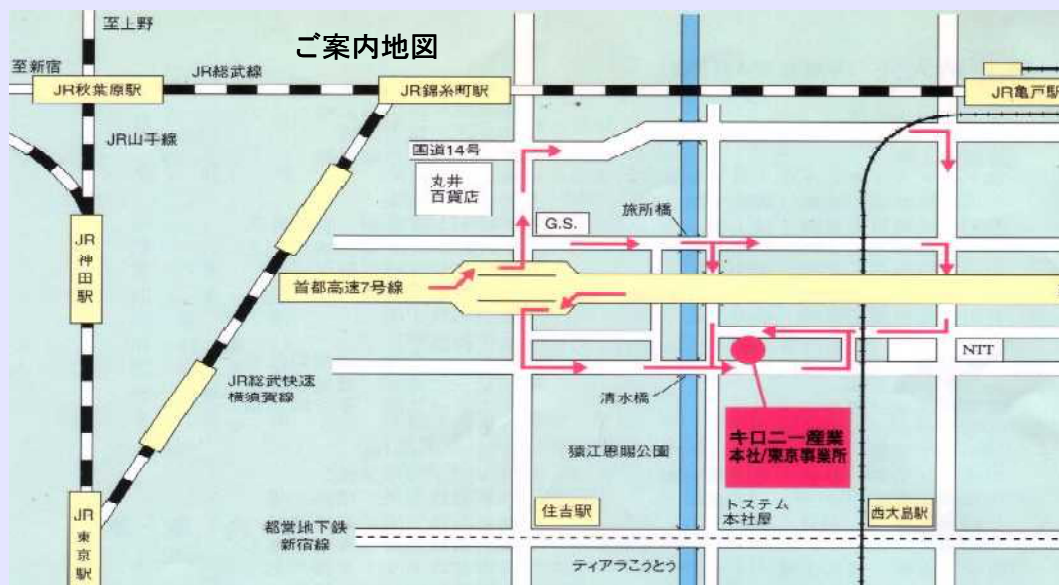 至上野
ご案内地図
至新宿
JR総武線
JR秋葉原駅
JR錦糸町駅
JR亀戸駅
JR山手線
国道14号
丸井
百貨店
G.S.
旅所橋
JR
神
田
駅
首都高速7号線
NTT
JR総武快速
横須賀線
清水橋
キロニー産業
本社/東京事業所
猿江恩賜公園
住吉駅
トステム
本社屋
西大島駅
JR
東
京
駅
都営地下鉄
新宿線
ティアラこうとう